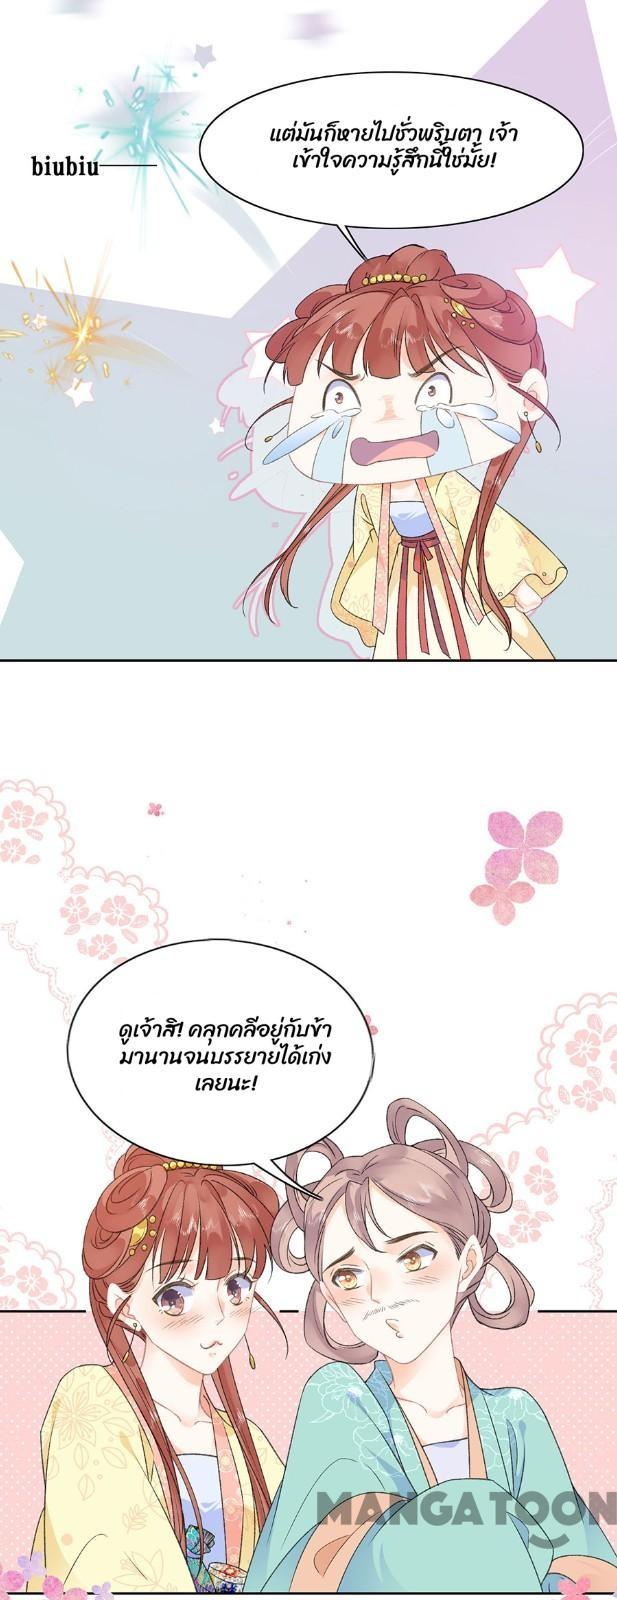 แต่มันก็หายไปชั่วพริบตา เจ้า
เข้าใจความรู้สึกนี้ใช่มั้ย!
biubiu
ดูเจ้าสิ! คลุกคลีอยู่กับข้า
มานานจนบรรยายได้เก่ง
เลยนะ!
MANGATOON